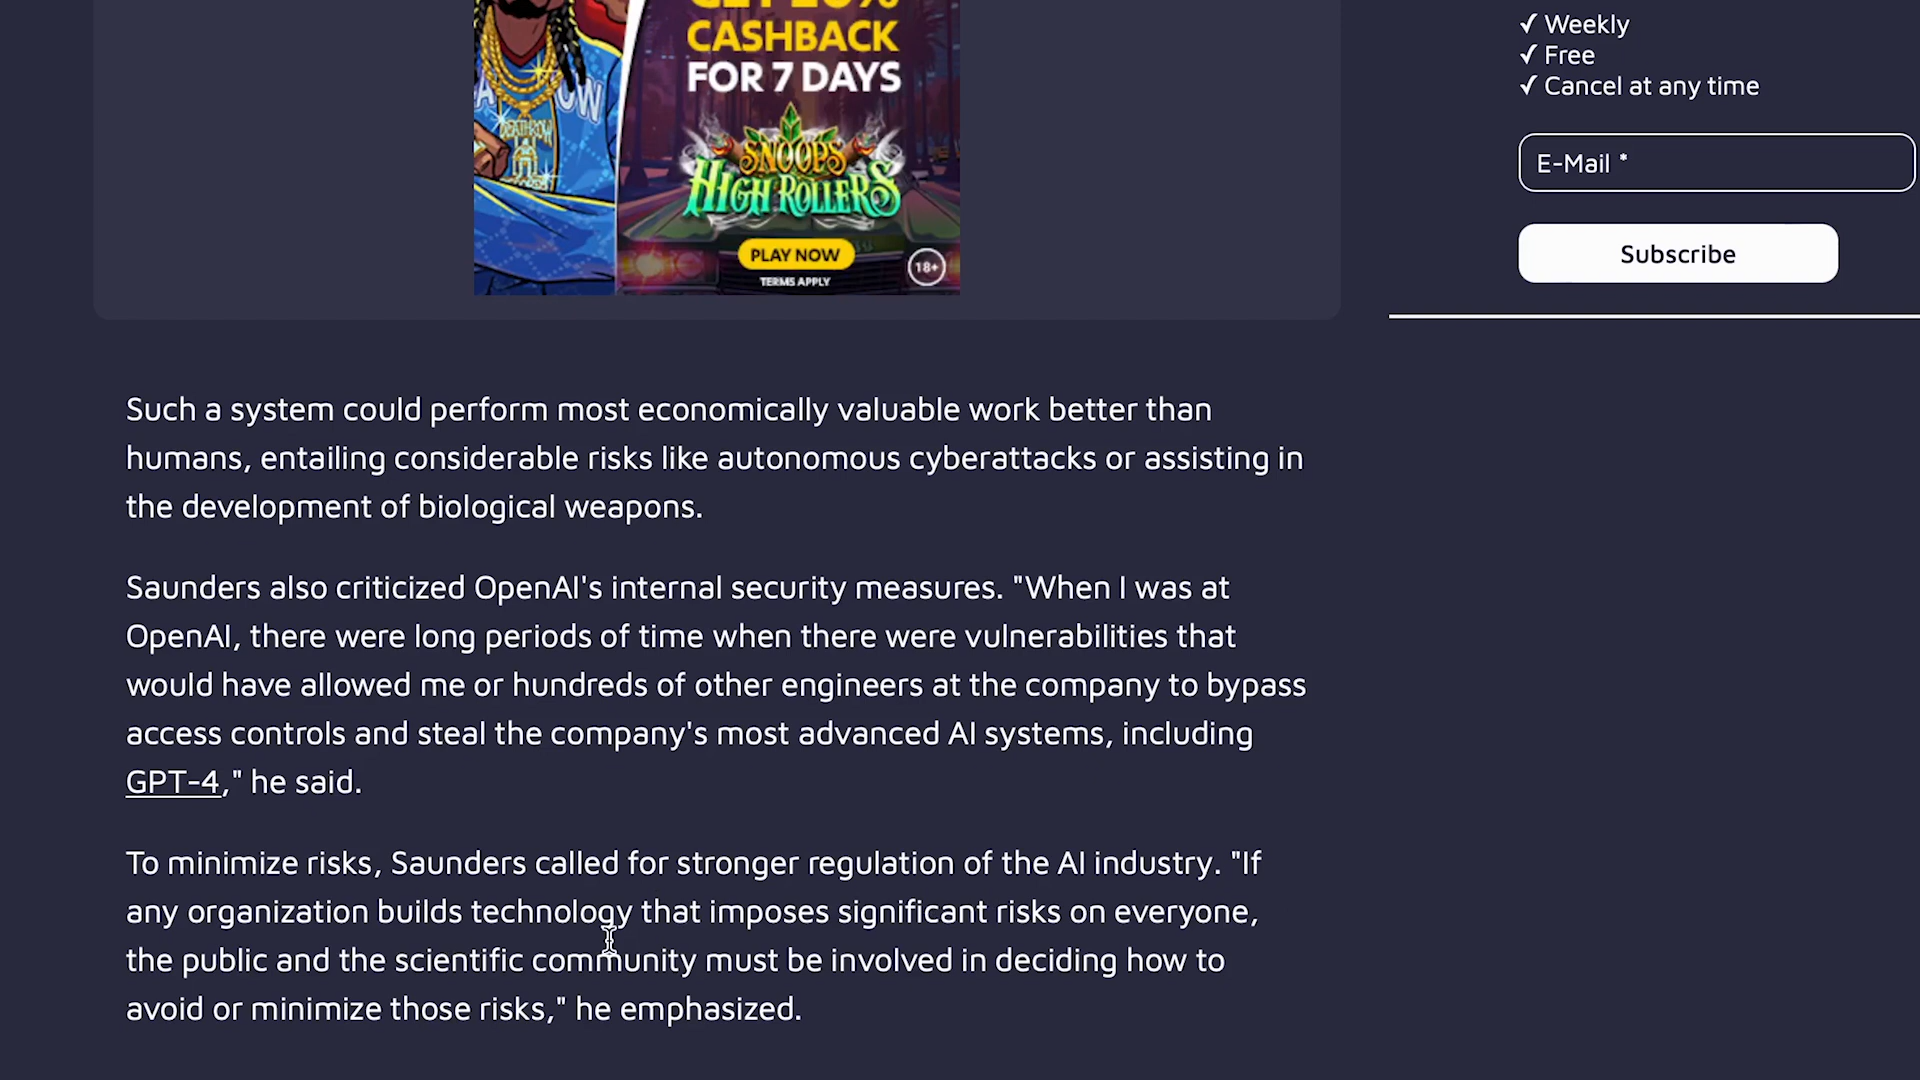 CASHBACK
FOR 7 DAYS
DEATHROW
SNOOP'S
HIGH ROLLERS
PLAY NOW
18+
TERMS APPLY
✓ Weekly
✓ Free
✓ Cancel at any time
E-Mail *
Subscribe
Such a system could perform most economically valuable work better than
humans, entailing considerable risks like autonomous cyberattacks or assisting in
the development of biological weapons.
Saunders also criticized OpenAI's internal security measures. "When I was at
OpenAI, there were long periods of time when there were vulnerabilities that
would have allowed me or hundreds of other engineers at the company to bypass
access controls and steal the company's most advanced AI systems, including
GPT-4," he said.
To minimize risks, Saunders called for stronger regulation of the AI industry. "If
any organization builds technology that imposes significant risks on everyone,
the public and the scientific community must be involved in deciding how to
avoid or minimize those risks," he emphasized.